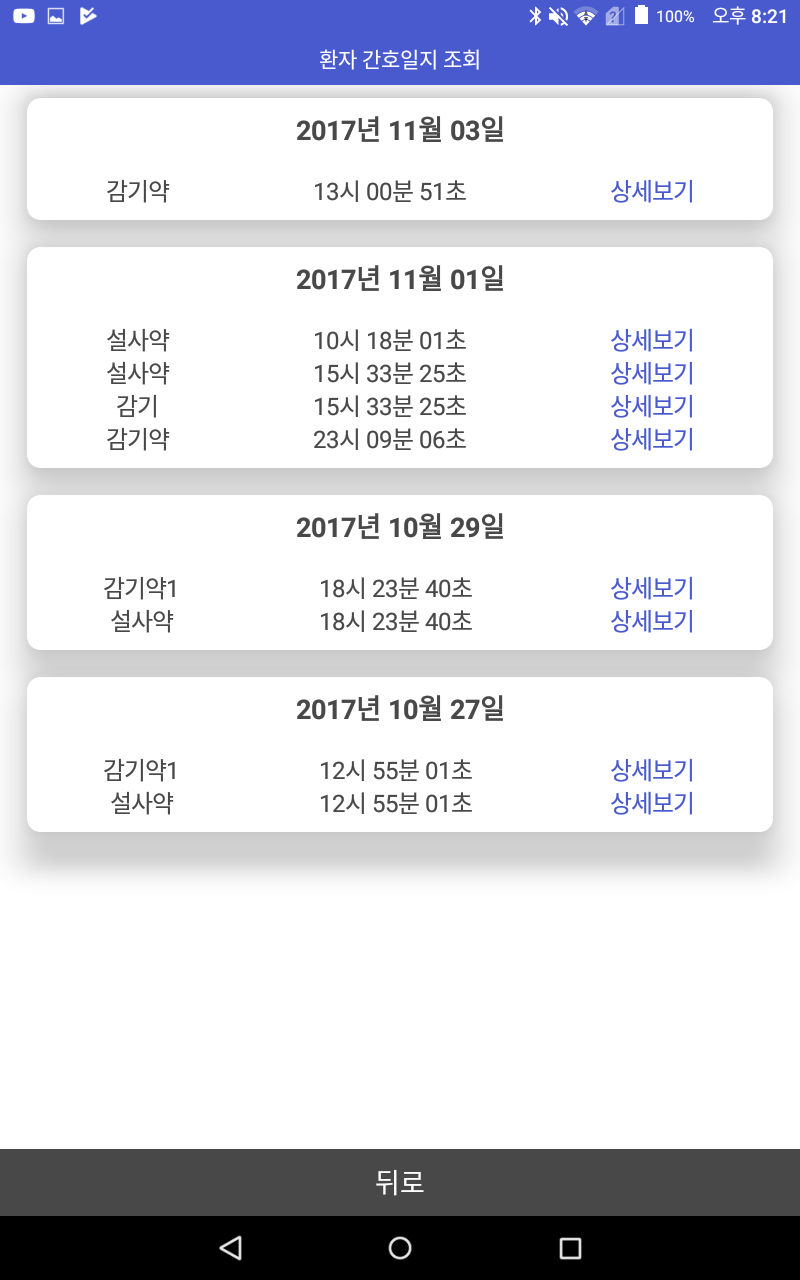 100% 오후 8:21
환자 간호일지 조회
2017년 11월 03일
감기약 13시 00분 51초 상세보기
2017년 11월 01일
설사약 10시 18분 01초 상세보기
설사약 15시 33분 25초 상세보기
감기 15시 33분 25초 상세보기
감기약 23시 09분 06초 상세보기
2017년 10월 29일
감기약1 18시 23분 40초 상세보기
설사약 18시 23분 40초 상세보기
2017년 10월 27일
감기약1 12시 55분 01초 상세보기
설사약 12시 55분 01초 상세보기
뒤로